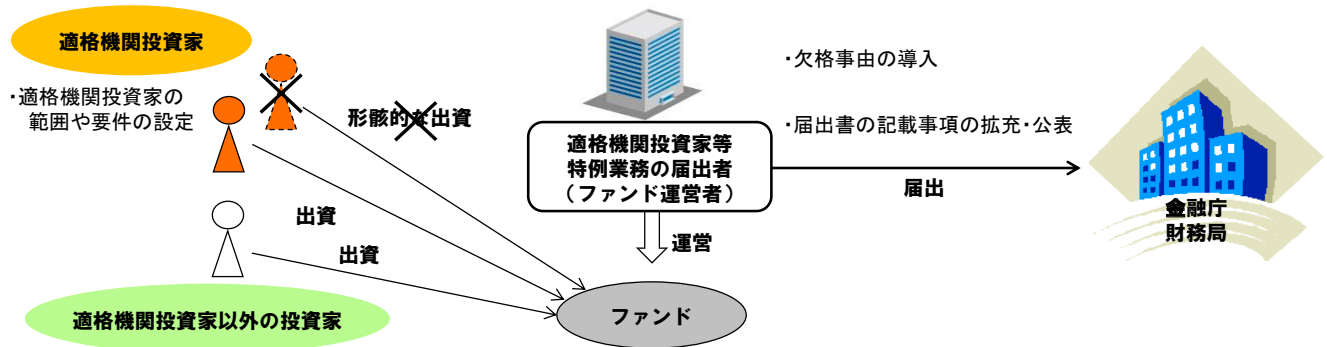 適格機関投資家
・適格機関投資家の
範囲や要件の設定
形骸的な出資
出資
出資
適格機関投資家以外の投資家
適格機関投資家等
特例業務の届出者
(ファンド運営者)
運営
ファンド
・欠格事由の導入
・届出書の記載事項の拡充・公表
届出
金融庁
財務局